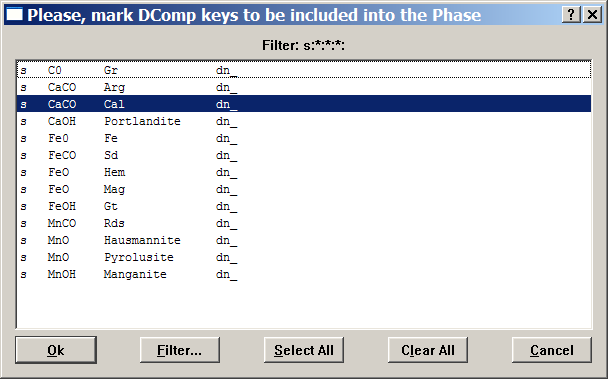 Please, mark DComp keys to be included into the Phase
Filter: s:*:*:*:
s C0 Gr dn_
s CaCO Arg dn_
s CaCO Cal dn_
s CaOH Portlandite dn_
s Fe0 Fe dn_
s FeCO Sd dn_
s FeO Hem dn_
s FeO Mag dn_
s FeOH Gt dn_
s MnCO Rds dn_
s MnO Hausmannite dn_
s MnO Pyrolusite dn_
s MnOH Manganite dn_
Ok Filter... Select All Clear All Cancel